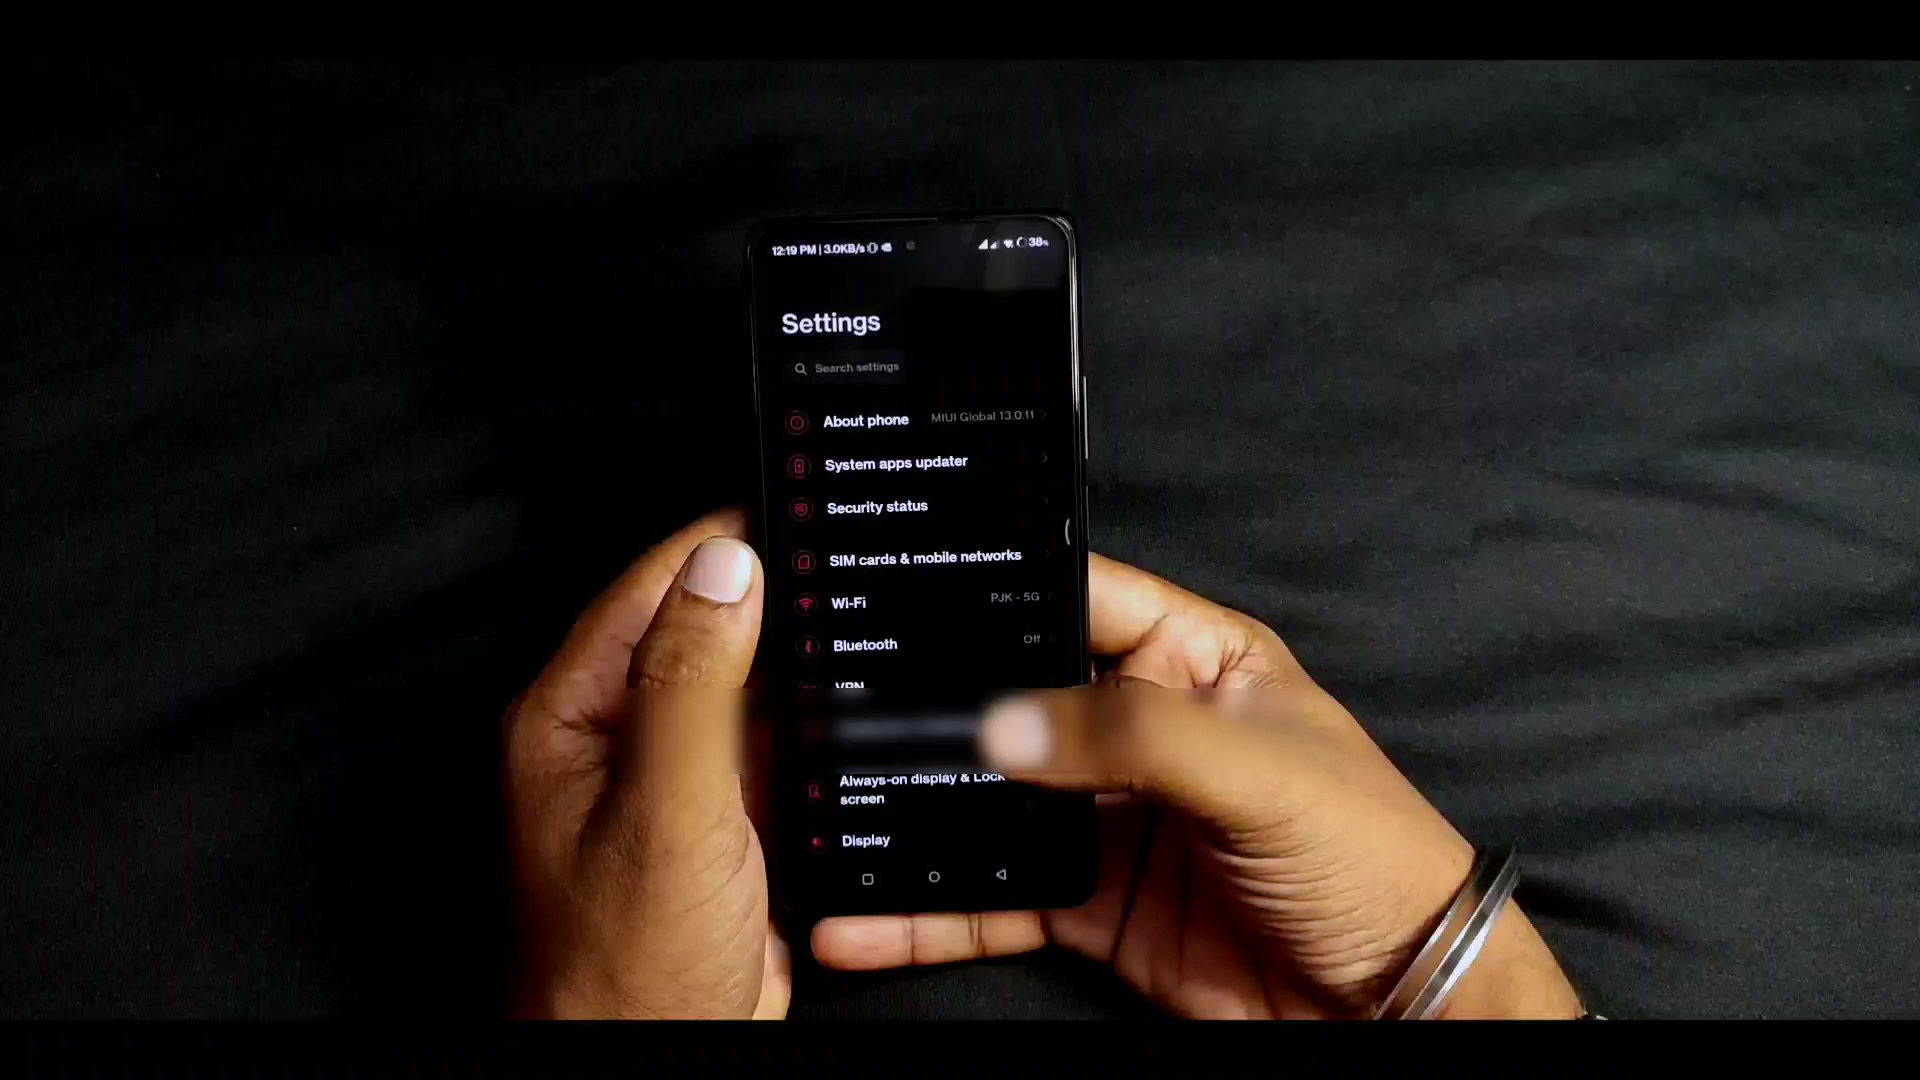 12:19 PM | 3.0KB/s
38%
Settings
Search settings
About phone MIUI Global 13.0.11
System apps updater
Security status
SIM cards & mobile networks
Wi-Fi PJK - 5G
Bluetooth Off
VPN
Always-on display & Lock
screen
Display